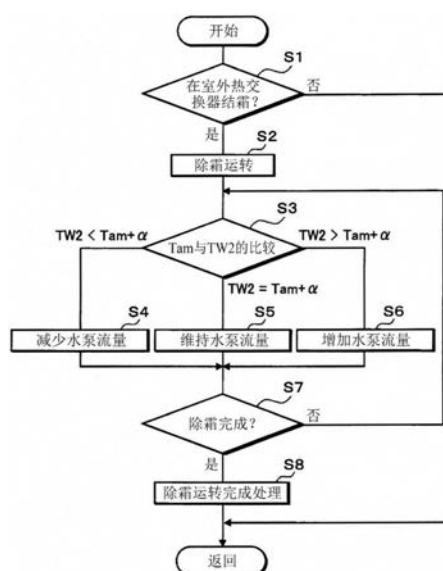 开始
S1
在室外热交
换器结霜？
否
是
S2
除霜运转
S3
TW2 < Tam+α
Tam与TW2的比较
TW2 > Tam+α
TW2 = Tam+α
S4
减少水泵流量
S5
维持水泵流量
S6
增加水泵流量
S7
除霜完成？
否
是
S8
除霜运转完成处理
返回